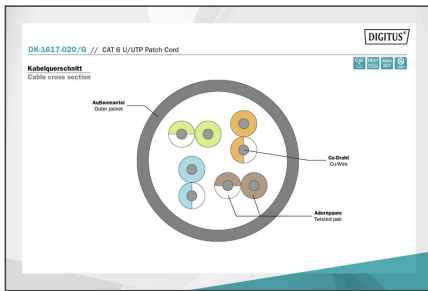 DIGITUS®
DK-1617-020/G // CAT 6 U/UTP Patch Cord
Kabelquerschnitt
Cable cross section
Außenmantel
Outer jacket
Cu-Draht
Cu-Wire
Adernpaare
Twisted pair